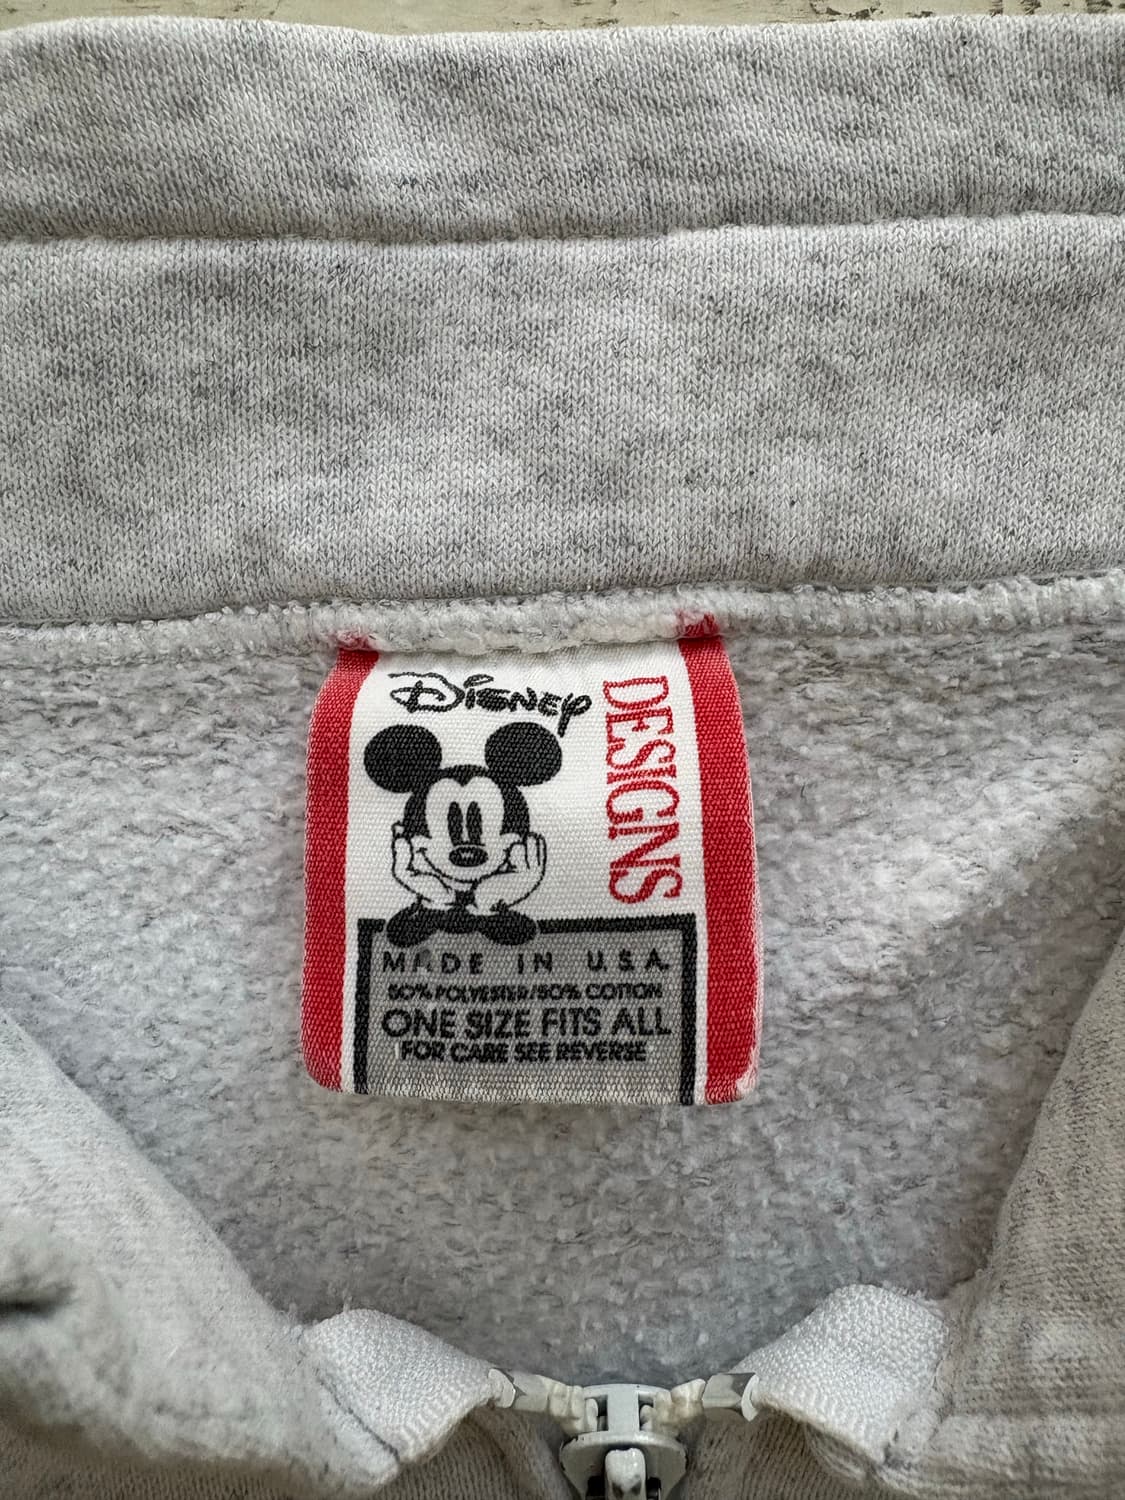 Disney
DESIGNS
MADE IN U.S.A.
50% POLYESTER/50% COTTON
ONE SIZE FITS ALL
FOR CARE SEE REVERSE